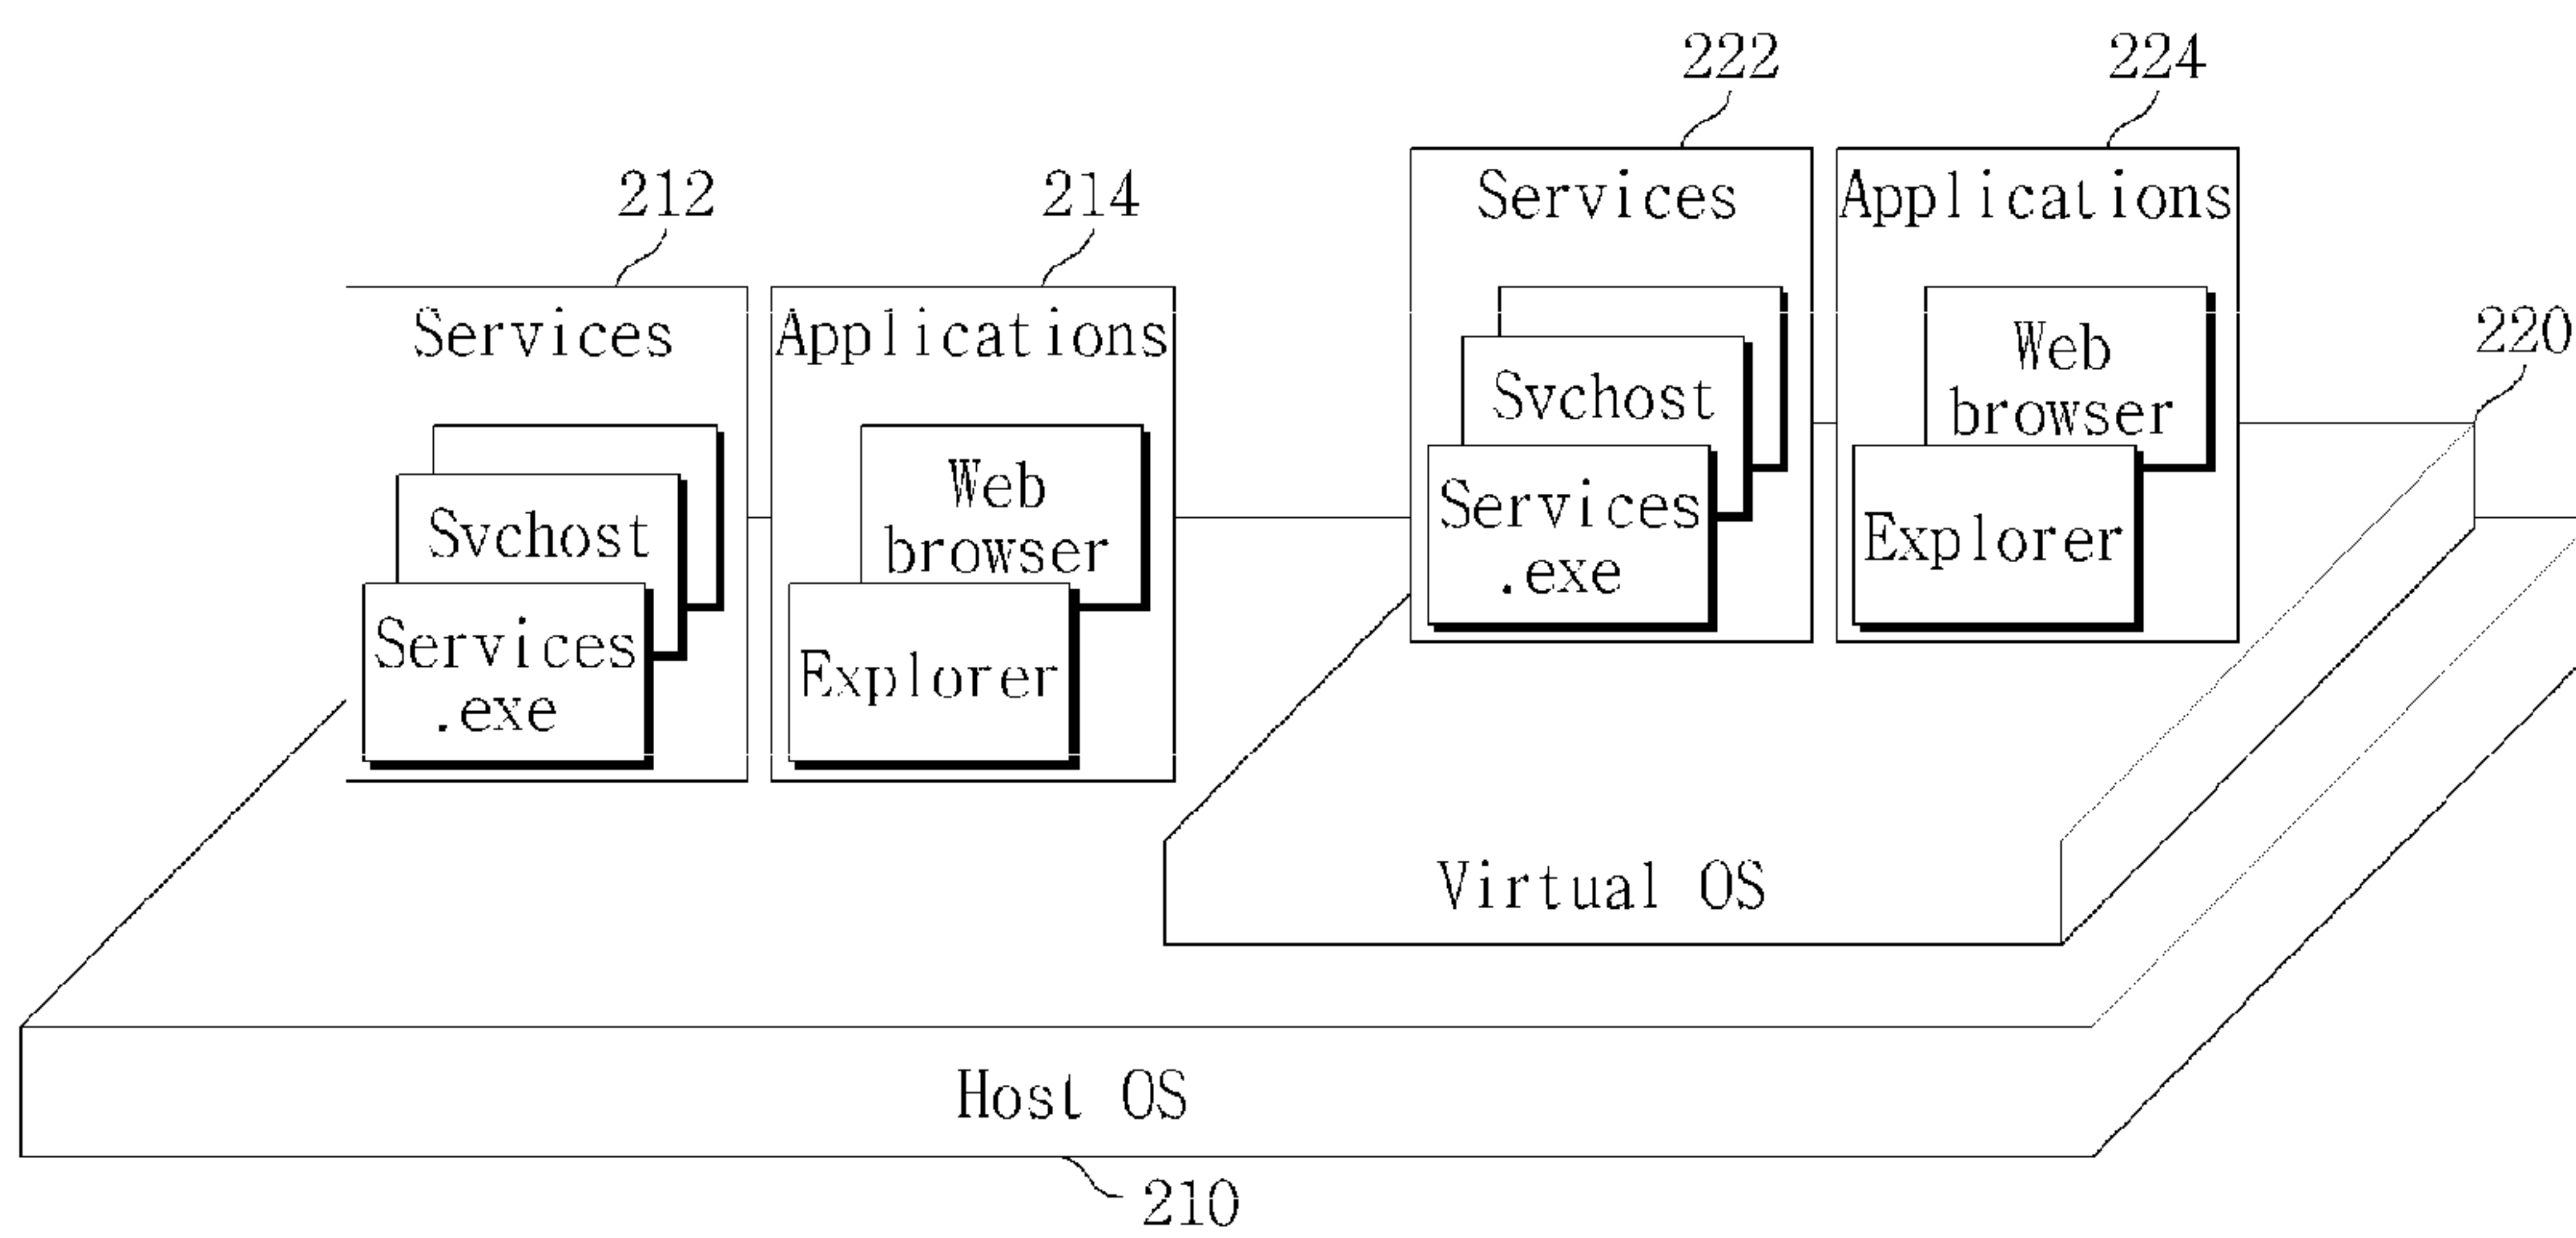 222
224
212
214
Services
Applications
Services
Applications
220
Web
browser
Svchost
Services
.exe
Explorer
Web
browser
Svchost
Services
.exe
Explorer
Virtual OS
Host OS
210